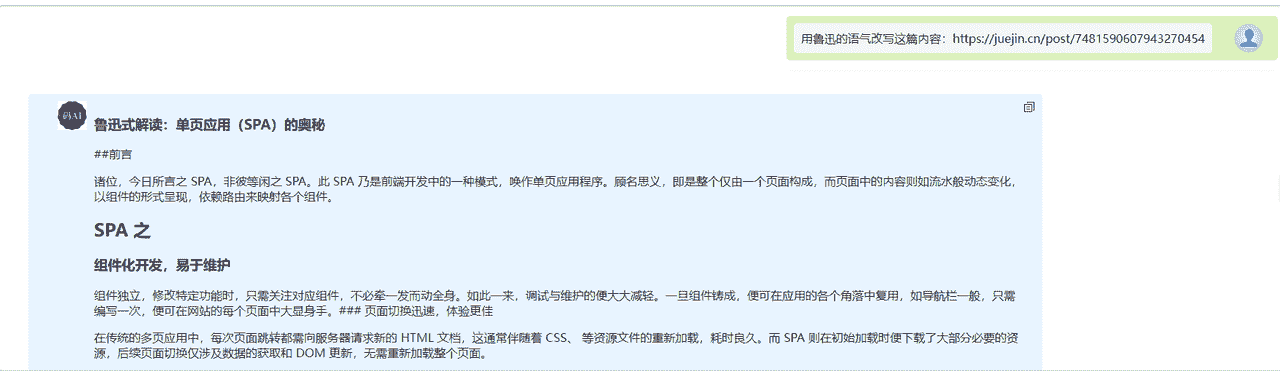 用鲁迅的语气改写这篇内容：https://juejin.cn/post/7481590607943270454
码AI
鲁迅式解读：单页应用（SPA）的奥秘
##前言
诸位，今日所言之 SPA，非彼等闲之 SPA。此 SPA 乃是前端开发中的一种模式，唤作单页应用程序。顾名思义，即是整个仅由一个页面构成，而页面中的内容则如流水般动态变化，
以组件的形式呈现，依赖路由来映射各个组件。
SPA 之
组件化开发，易于维护
组件独立，修改特定功能时，只需关注对应组件，不必牵一发而动全身。如此一来，调试与维护的便大大减轻。一旦组件铸成，便可在应用的各个角落中复用，如导航栏一般，只需
编写一次，便可在网站的每个页面中大显身手。### 页面切换迅速，体验更佳
在传统的多页应用中，每次页面跳转都需向服务器请求新的 HTML 文档，这通常伴随着 CSS、 等资源文件的重新加载，耗时良久。而 SPA 则在初始加载时便下载了大部分必要的资
源，后续页面切换仅涉及数据的获取和 DOM 更新，无需重新加载整个页面。